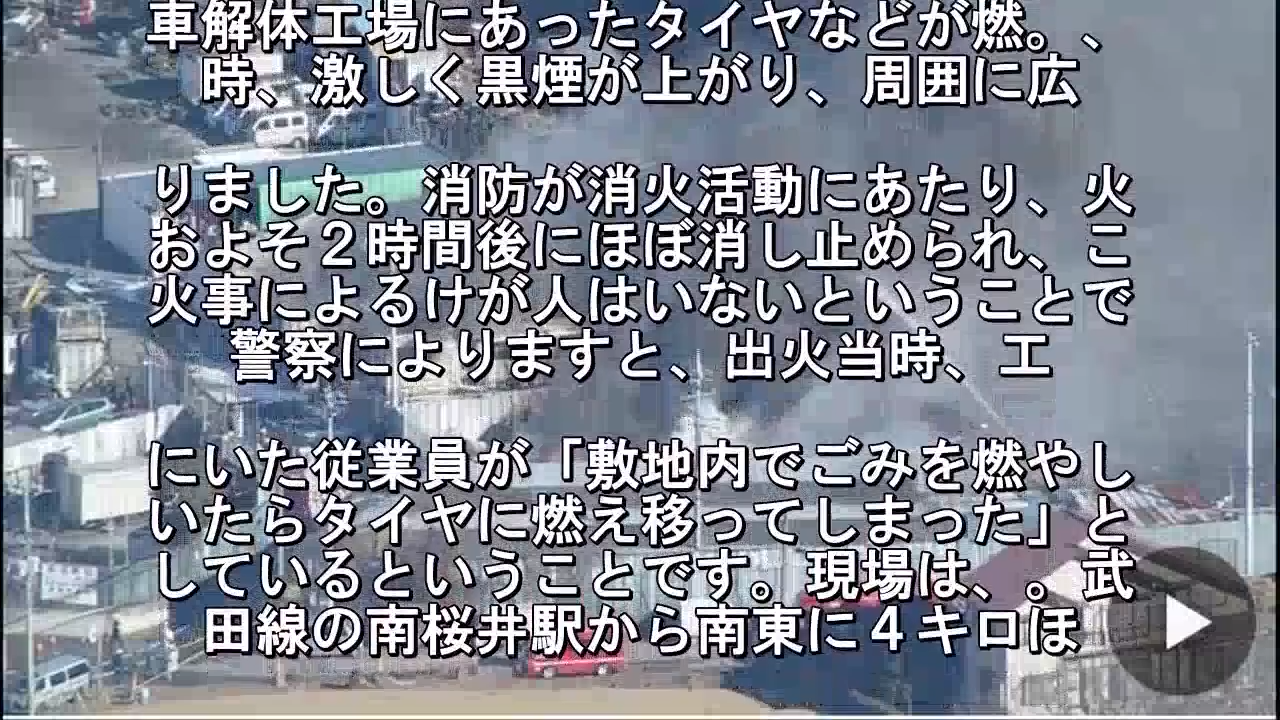 車解体工場にあったタイヤなどが燃。、
時、激しく黒煙が上がり、周囲に広
りました。消防が消火活動にあたり、火
およそ２時間後にほぼ消し止められ、こ
火事によるけが人はいないということで
警察によりますと、出火当時、工
にいた従業員が「敷地内でごみを燃やし
いたらタイヤに燃え移ってしまった」と
しているということです。現場は、。武
田線の南桜井駅から南東に４キロほ